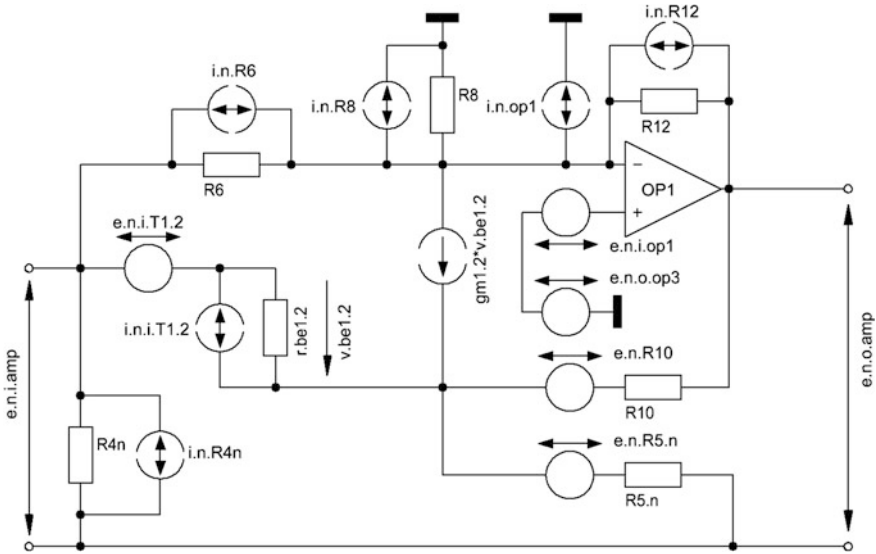 i.n.R12
i.n.R6
i.n.R8
R8
i.n.op1
R12
R6
−
OP1
+
e.n.i.T1.2
gm1.2*v.be1.2
e.n.i.op1
e.n.o.op3
i.n.i.T1.2
r.be1.2
v.be1.2
e.n.R10
R10
e.n.i.amp
e.n.o.amp
R4n
i.n.R4n
e.n.R5.n
R5.n